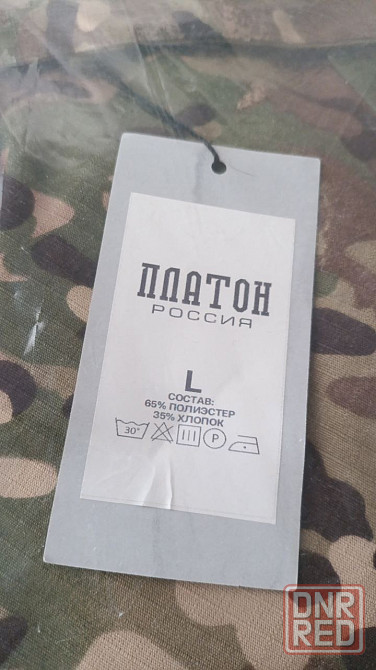 ПЛАТОН
РОССИЯ
L
СОСТАВ:
65% ПОЛИЭСТЕР
35% ХЛОПОК
30° P
DNR
RED